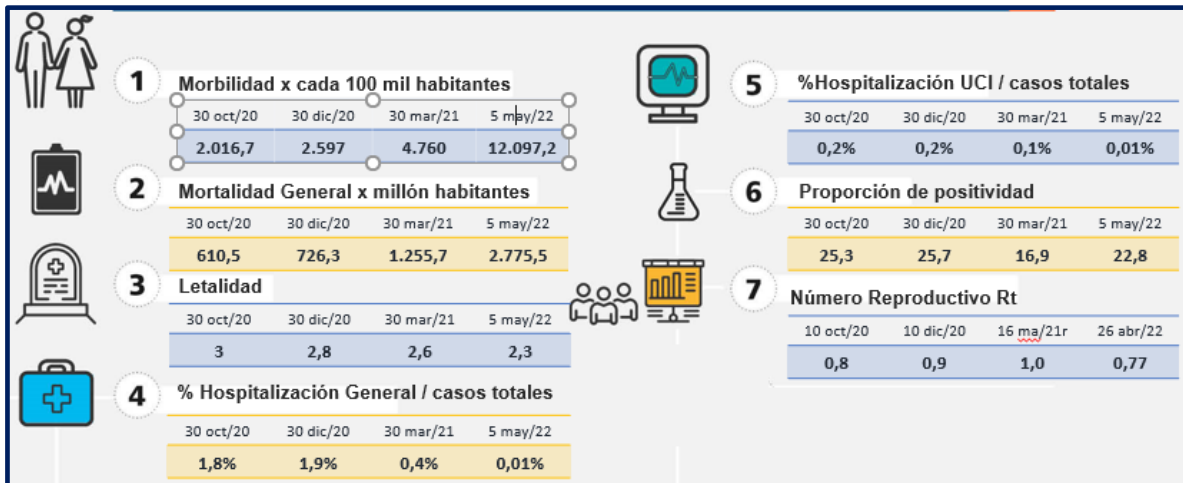 1
Morbilidad x cada 100 mil habitantes
30 oct/20 30 dic/20 30 mar/21 5 may/22
2.016,7 2.597 4.760 12.097,2
2
Mortalidad General x millón habitantes
30 oct/20 30 dic/20 30 mar/21 5 may/22
610,5 726,3 1.255,7 2.775,5
3
Letalidad
30 oct/20 30 dic/20 30 mar/21 5 may/22
3 2,8 2,6 2,3
4
% Hospitalización General / casos totales
30 oct/20 30 dic/20 30 mar/21 5 may/22
1,8% 1,9% 0,4% 0,01%
5
%Hospitalización UCI / casos totales
30 oct/20 30 dic/20 30 mar/21 5 may/22
0,2% 0,2% 0,1% 0,01%
6
Proporción de positividad
30 oct/20 30 dic/20 30 mar/21 5 may/22
25,3 25,7 16,9 22,8
7
Número Reproductivo Rt
10 oct/20 10 dic/20 16 ma/21r 26 abr/22
0,8 0,9 1,0 0,77